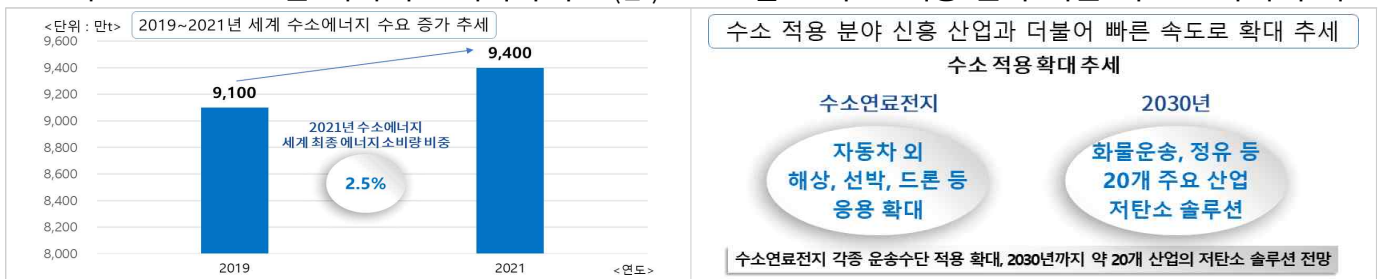 <단위 : 만t>
2019~2021년 세계 수소에너지 수요 증가 추세
9,600
9,400
9,200
9,000
8,800
8,600
8,400
8,200
8,000
9,100
9,400
2021년 수소에너지
세계 최종 에너지 소비량 비중
2.5%
2019
2021
<연도>
수소 적용 분야 신흥 산업과 더불어 빠른 속도로 확대 추세
수소 적용 확대 추세
수소연료전지
2030년
자동차 외
해상, 선박, 드론 등
응용 확대
화물운송, 정유 등
20개 주요 산업
저탄소 솔루션
수소연료전지 각종 운송수단 적용 확대, 2030년까지 약 20개 산업의 저탄소 솔루션 전망